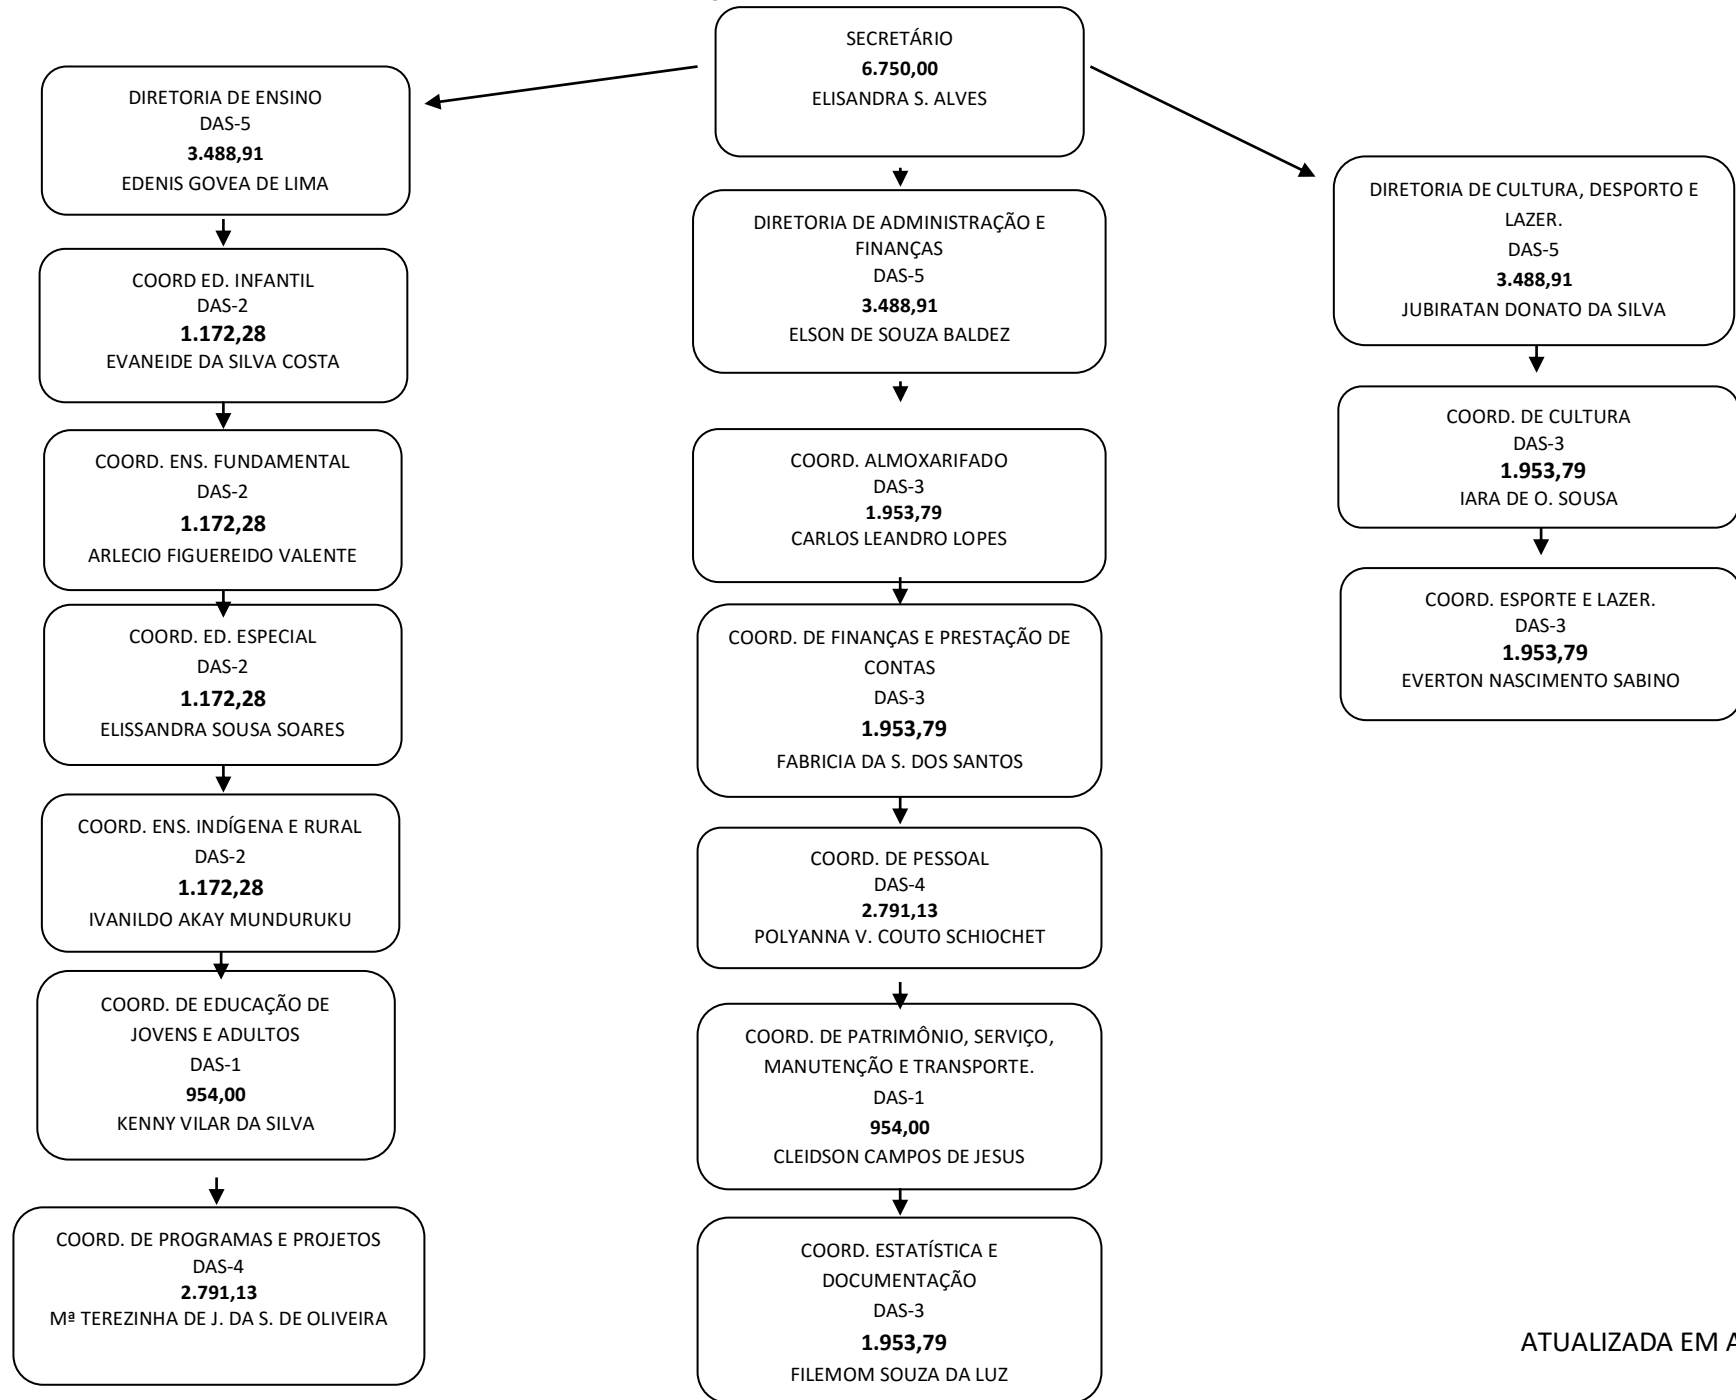 SECRETÁRIO
6.750,00
ELISANDRA S. ALVES
DIRETORIA DE ENSINO
DAS-5
3.488,91
EDENIS GOVEA DE LIMA
COORD ED. INFANTIL
DAS-2
1.172,28
EVANEIDE DA SILVA COSTA
COORD. ENS. FUNDAMENTAL
DAS-2
1.172,28
ARLECIO FIGUEREIDO VALENTE
COORD. ED. ESPECIAL
DAS-2
1.172,28
ELISSANDRA SOUSA SOARES
COORD. ENS. INDÍGENA E RURAL
DAS-2
1.172,28
IVANILDO AKAY MUNDURUKU
COORD. DE EDUCAÇÃO DE
JOVENS E ADULTOS
DAS-1
954,00
KENNY VILAR DA SILVA
COORD. DE PROGRAMAS E PROJETOS
DAS-4
2.791,13
Mª TEREZINHA DE J. DA S. DE OLIVEIRA
DIRETORIA DE ADMINISTRAÇÃO E
FINANÇAS
DAS-5
3.488,91
ELSON DE SOUZA BALDEZ
COORD. ALMOXARIFADO
DAS-3
1.953,79
CARLOS LEANDRO LOPES
COORD. DE FINANÇAS E PRESTAÇÃO DE
CONTAS
DAS-3
1.953,79
FABRICIA DA S. DOS SANTOS
COORD. DE PESSOAL
DAS-4
2.791,13
POLYANNA V. COUTO SCHIOCHET
COORD. DE PATRIMÔNIO, SERVIÇO,
MANUTENÇÃO E TRANSPORTE.
DAS-1
954,00
CLEIDSON CAMPOS DE JESUS
COORD. ESTATÍSTICA E
DOCUMENTAÇÃO
DAS-3
1.953,79
FILEMOM SOUZA DA LUZ
DIRETORIA DE CULTURA, DESPORTO E
LAZER.
DAS-5
3.488,91
JUBIRATAN DONATO DA SILVA
COORD. DE CULTURA
DAS-3
1.953,79
IARA DE O. SOUSA
COORD. ESPORTE E LAZER.
DAS-3
1.953,79
EVERTON NASCIMENTO SABINO
ATUALIZADA EM